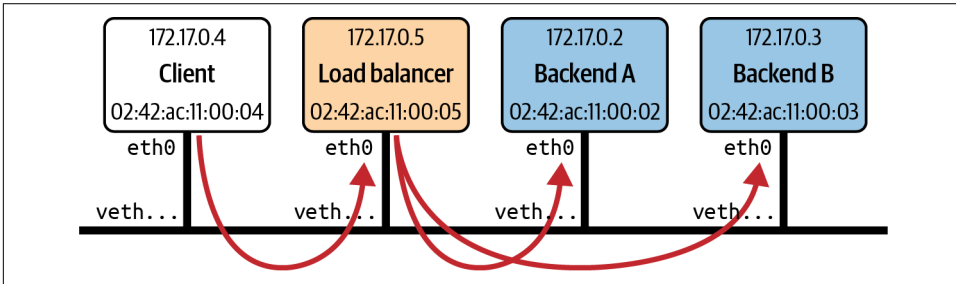 172.17.0.4
Client
02:42:ac:11:00:04
172.17.0.5
Load balancer
02:42:ac:11:00:05
172.17.0.2
Backend A
02:42:ac:11:00:02
172.17.0.3
Backend B
02:42:ac:11:00:03
eth0
eth0
eth0
eth0
veth...
veth...
veth...
veth...